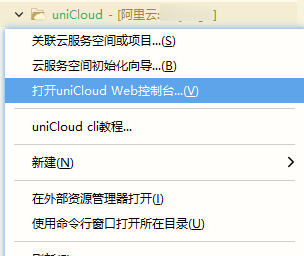 uniCloud - [阿里云: ]
关联云服务空间或项目...(S)
云服务空间初始化向导...(B)
打开uniCloud Web控制台...(V)
uniCloud cli教程...
新建(N)
在外部资源管理器打开(I)
使用命令行窗口打开所在目录(U)